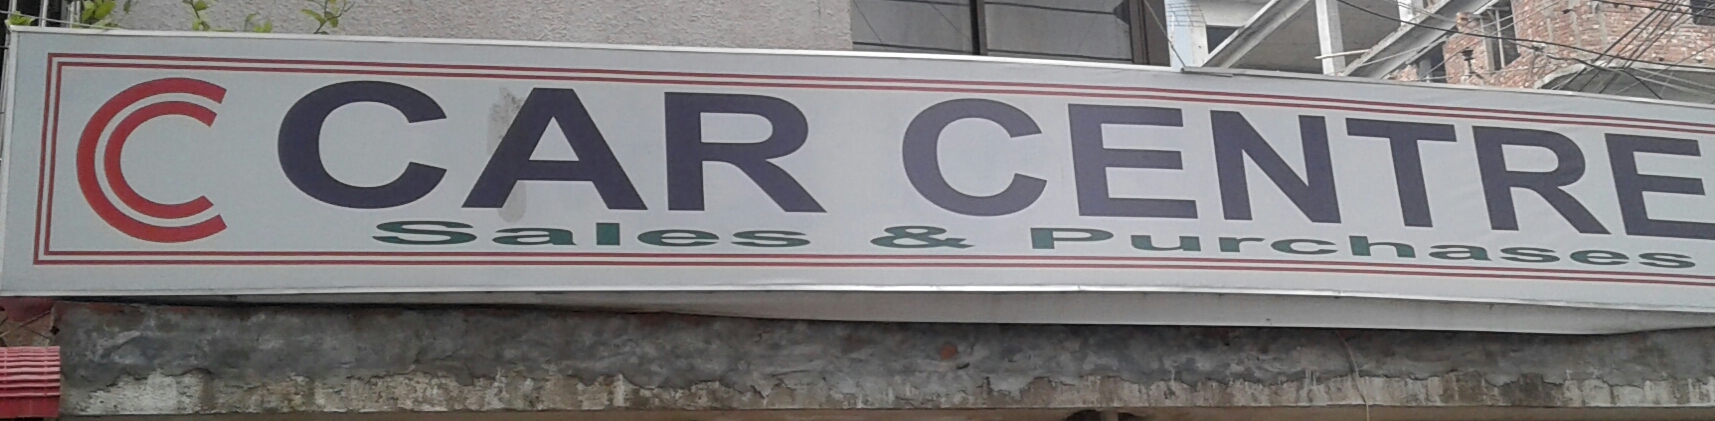 C CAR CENTRE
Sales & Purchases